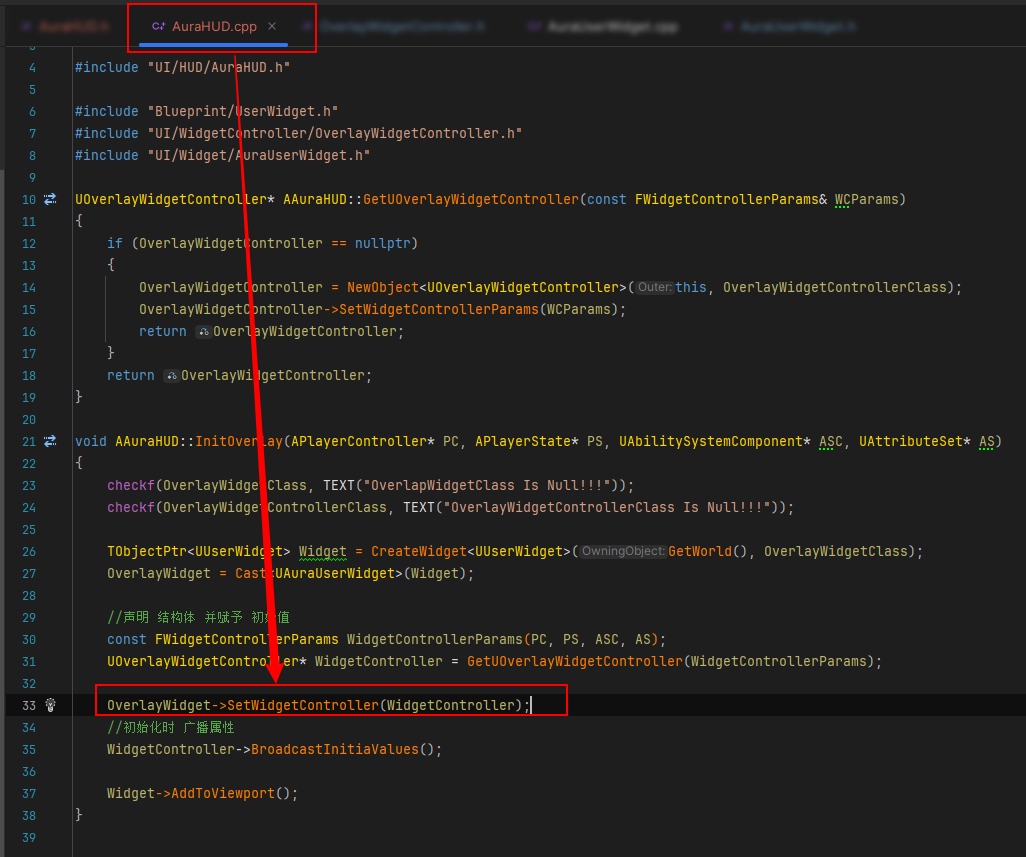 AuraHUD.h AuraHUD.cpp × OverlayWidgetController.h AuraUserWidget.cpp AuraUserWidget.h
3
4 #include "UI/HUD/AuraHUD.h"
5
6 #include "Blueprint/UserWidget.h"
7 #include "UI/WidgetController/OverlayWidgetController.h"
8 #include "UI/Widget/AuraUserWidget.h"
9
10 UOverlayWidgetController* AAuraHUD::GetUOverlayWidgetController(const FWidgetControllerParams& WCParams)
11 {
12 if (OverlayWidgetController == nullptr)
13 {
14 OverlayWidgetController = NewObject<UOverlayWidgetController>(Outer:this, OverlayWidgetControllerClass);
15 OverlayWidgetController->SetWidgetControllerParams(WCParams);
16 return OverlayWidgetController;
17 }
18 return OverlayWidgetController;
19 }
20
21 void AAuraHUD::InitOverlay(APlayerController* PC, APlayerState* PS, UAbilitySystemComponent* ASC, UAttributeSet* AS)
22 {
23 checkf(OverlayWidgetClass, TEXT("OverlapWidgetClass Is Null!!!"));
24 checkf(OverlayWidgetControllerClass, TEXT("OverlayWidgetControllerClass Is Null!!!"));
25
26 TObjectPtr<UUserWidget> Widget = CreateWidget<UUserWidget>(OwningObject:GetWorld(), OverlayWidgetClass);
27 OverlayWidget = Cast<UAuraUserWidget>(Widget);
28
29 //声明 结构体 并赋予 初始值
30 const FWidgetControllerParams WidgetControllerParams(PC, PS, ASC, AS);
31 UOverlayWidgetController* WidgetController = GetUOverlayWidgetController(WidgetControllerParams);
32
33 OverlayWidget->SetWidgetController(WidgetController);
34 //初始化时 广播属性
35 WidgetController->BroadcastInitiaValues();
36
37 Widget->AddToViewport();
38 }
39